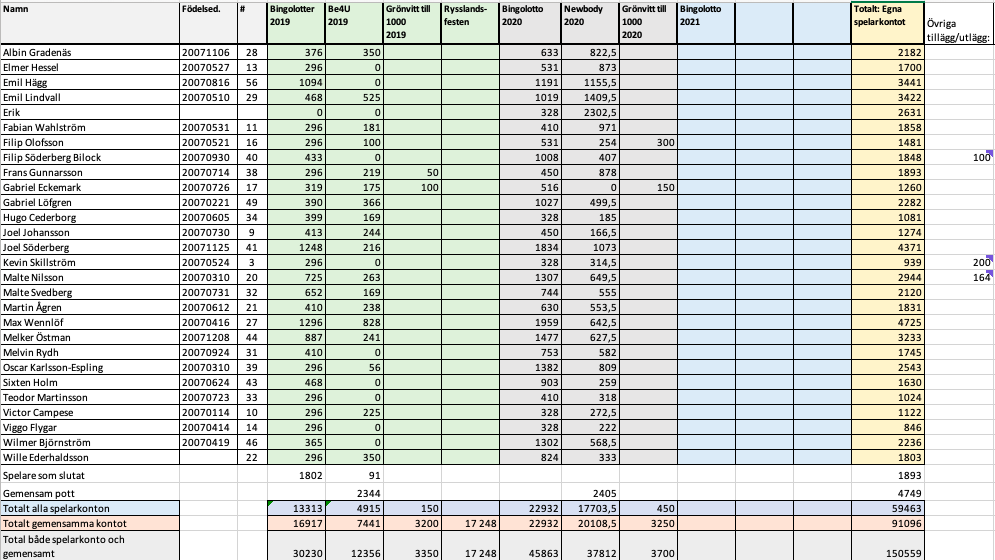 Namn Födelsed. # Bingolotter 2019 Be4U 2019 Grönvitt till 1000 2019 Rysslands-festen Bingolotto 2020 Newbody 2020 Grönvitt till 1000 2020 Bingolotto 2021 Totalt: Egna spelarkontot Övriga tillägg/utlägg:
Albin Gradenäs 20071106 28 376 350 633 822,5 2182
Elmer Hessel 20070527 13 296 0 531 873 1700
Emil Hägg 20070816 56 1094 0 1191 1155,5 3441
Emil Lindvall 20070510 29 468 525 1019 1409,5 3422
Erik 0 0 328 2302,5 2631
Fabian Wahlström 20070531 11 296 181 410 971 1858
Filip Olofsson 20070521 16 296 100 531 254 300 1481
Filip Söderberg Bilock 20070930 40 433 0 1008 407 1848 100
Frans Gunnarsson 20070714 38 296 219 50 450 878 1893
Gabriel Eckemark 20070726 17 319 175 100 516 0 150 1260
Gabriel Löfgren 20070221 49 390 366 1027 499,5 2282
Hugo Cederborg 20070605 34 399 169 328 185 1081
Joel Johansson 20070730 9 413 244 450 166,5 1274
Joel Söderberg 20071125 41 1248 216 1834 1073 4371
Kevin Skillström 20070524 3 296 0 328 314,5 939 200
Malte Nilsson 20070310 20 725 263 1307 649,5 2944 164
Malte Svedberg 20070731 32 652 169 744 555 2120
Martin Ågren 20070612 21 410 238 630 553,5 1831
Max Wennlöf 20070416 27 1296 828 1959 642,5 4725
Melker Östman 20071208 44 887 241 1477 627,5 3233
Melvin Rydh 20070924 31 410 0 753 582 1745
Oscar Karlsson-Espling 20070310 39 296 56 1382 809 2543
Sixten Holm 20070624 43 468 0 903 259 1630
Teodor Martinsson 20070723 33 296 0 410 318 1024
Victor Campese 20070114 10 296 225 328 272,5 1122
Viggo Flygar 20070414 14 296 0 328 222 846
Wilmer Björnström 20070419 46 365 0 1302 568,5 2236
Wille Ederhaldsson 22 296 350 824 333 1803
Spelare som slutat 1802 91 1893
Gemensam pott 2344 2405 4749
Totalt alla spelarkonton 13313 4915 150 22932 17703,5 450 59463
Totalt gemensamma kontot 16917 7441 3200 17 248 22932 20108,5 3250 91096
Total både spelarkonto och
gemensamt 30230 12356 3350 17 248 45863 37812 3700 150559